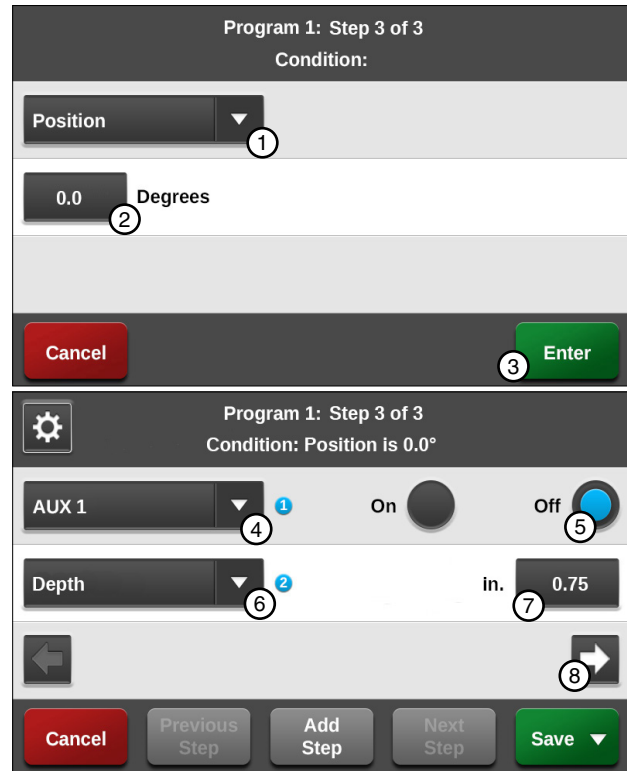 Program 1: Step 3 of 3
Condition:
Position
1
0.0 Degrees
2
Cancel
3 Enter
Program 1: Step 3 of 3
Condition: Position is 0.0°
AUX 1 1 On Off
4 5
Depth 2 in. 0.75
6 7
8
Cancel Previous Step Add Step Next Step Save